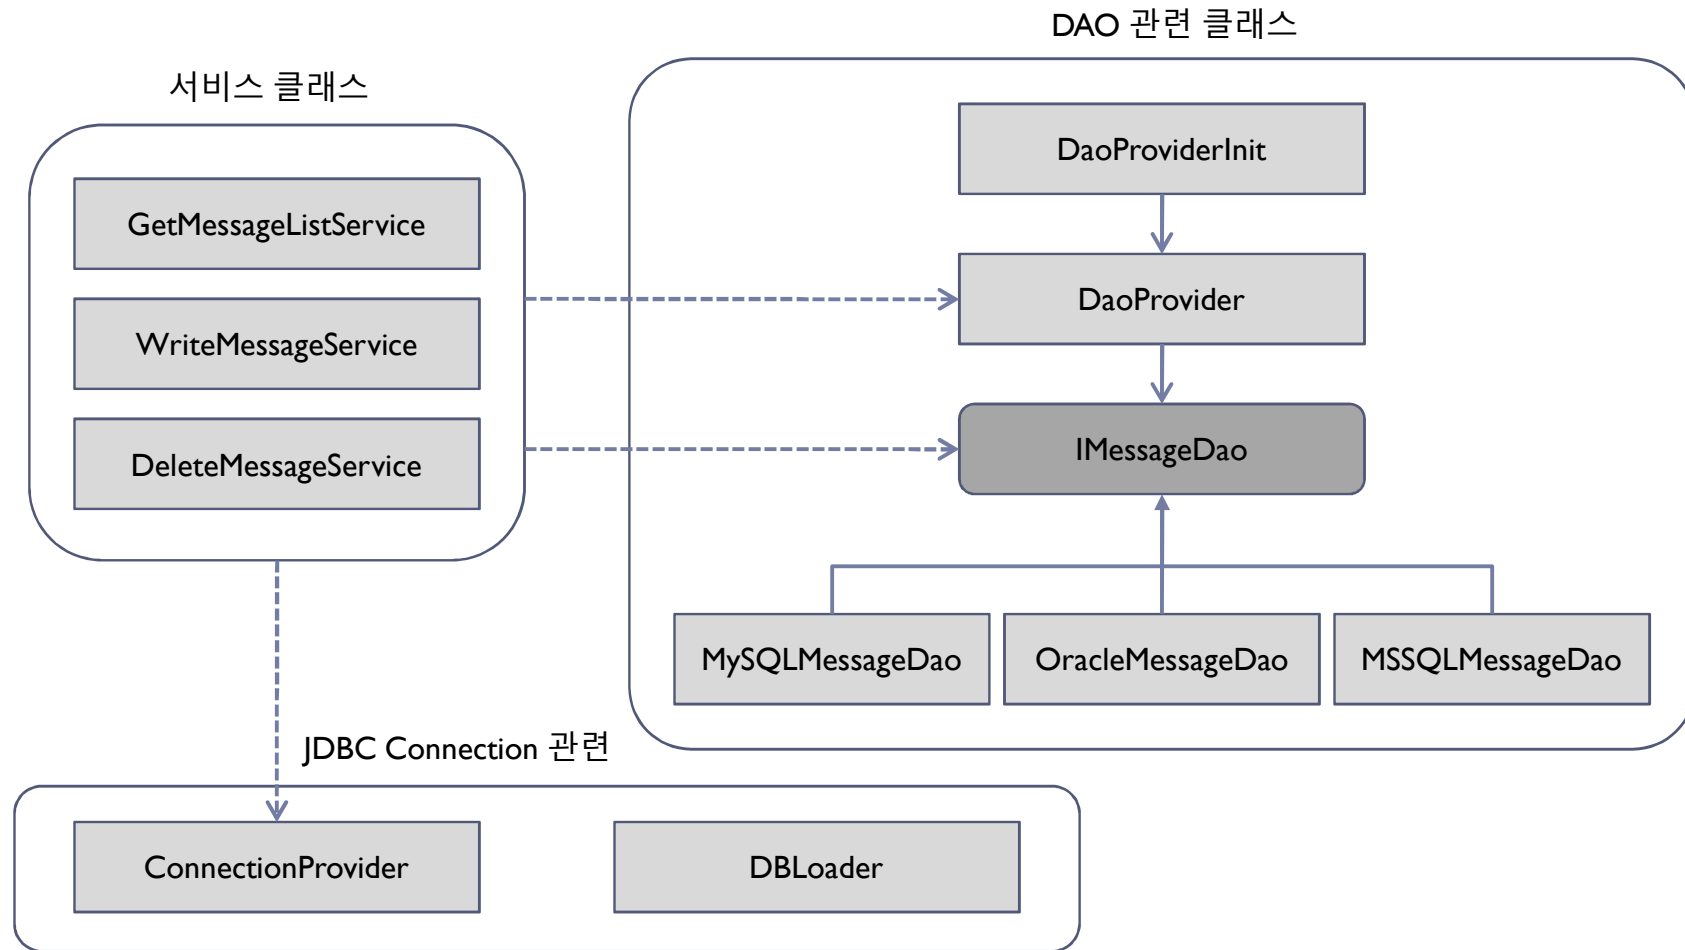 DAO 관련 클래스
서비스 클래스
DaoProviderInit
GetMessageListService
DaoProvider
WriteMessageService
IMessageDao
DeleteMessageService
MySQLMessageDao
OracleMessageDao
MSSQLMessageDao
JDBC Connection 관련
ConnectionProvider
DBLoader